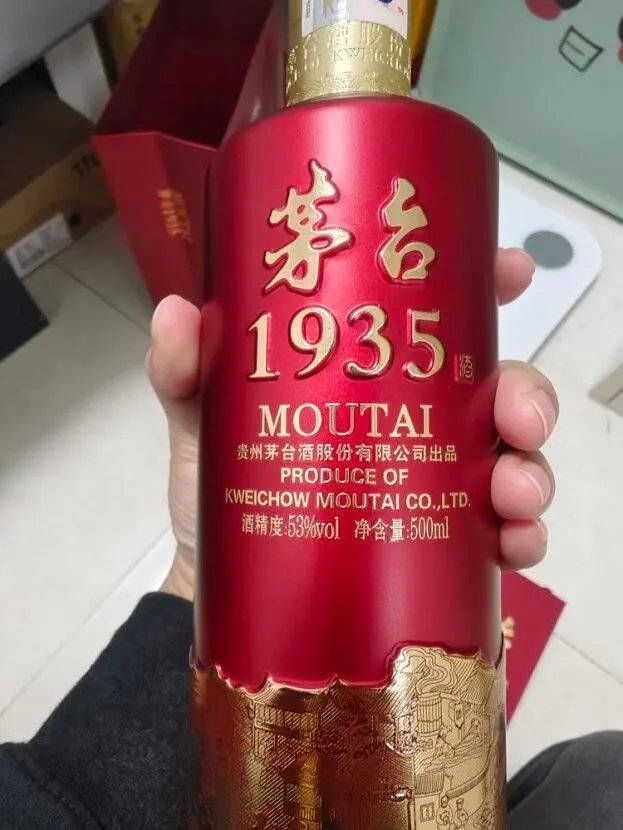 茅台
1935
酒
MOUTAI
贵州茅台酒股份有限公司出品
PRODUCE OF
KWEICHOW MOUTAI CO.,LTD.
酒精度:53%vol 净含量:500ml